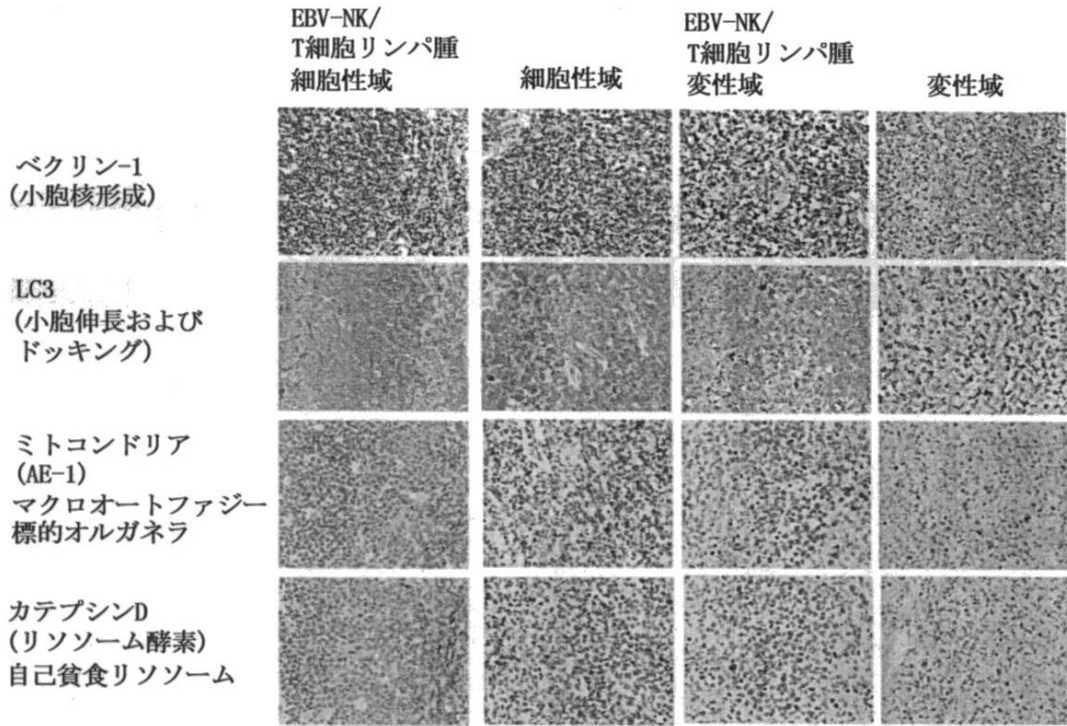 EBV-NK/
T細胞リンパ腫
細胞性域
細胞性域
EBV-NK/
T細胞リンパ腫
変性域
変性域
ベクリン-1
(小胞核形成)
LC3
(小胞伸長および
ドッキング)
ミトコンドリア
(AE-1)
マクロオートファジー
標的オルガネラ
カテプシンD
(リソソーム酵素)
自己貧食リソソーム